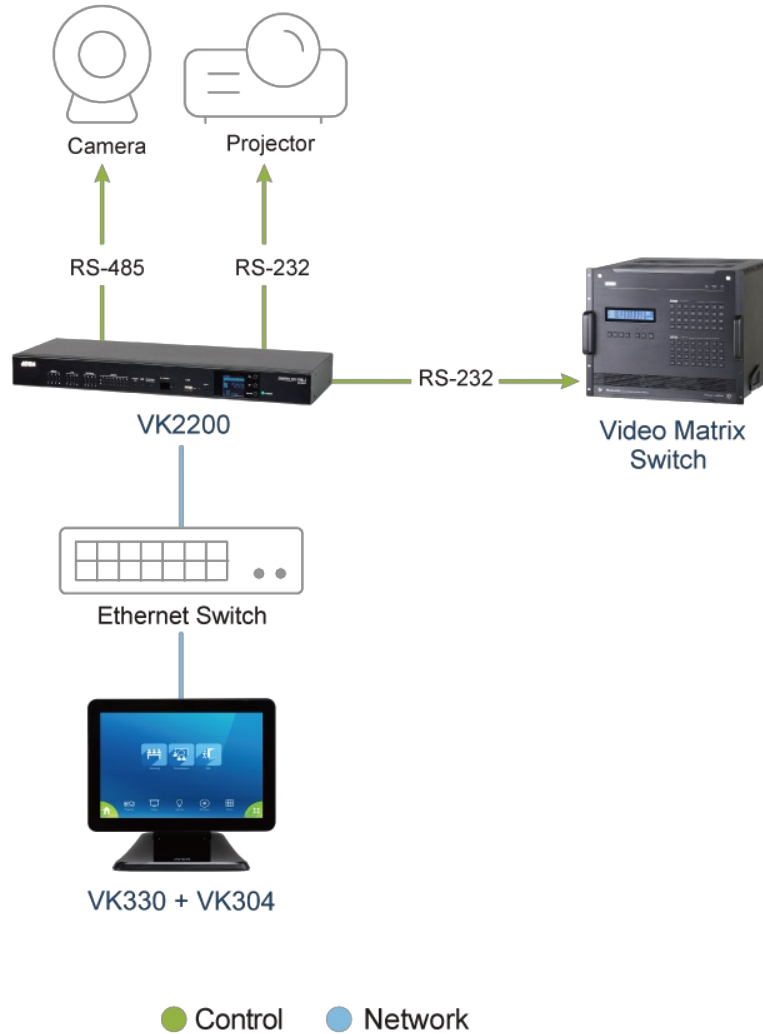 Camera
Projector
RS-485
RS-232
RS-232
VK2200
Video Matrix
Switch
Ethernet Switch
VK330 + VK304
Control
Network